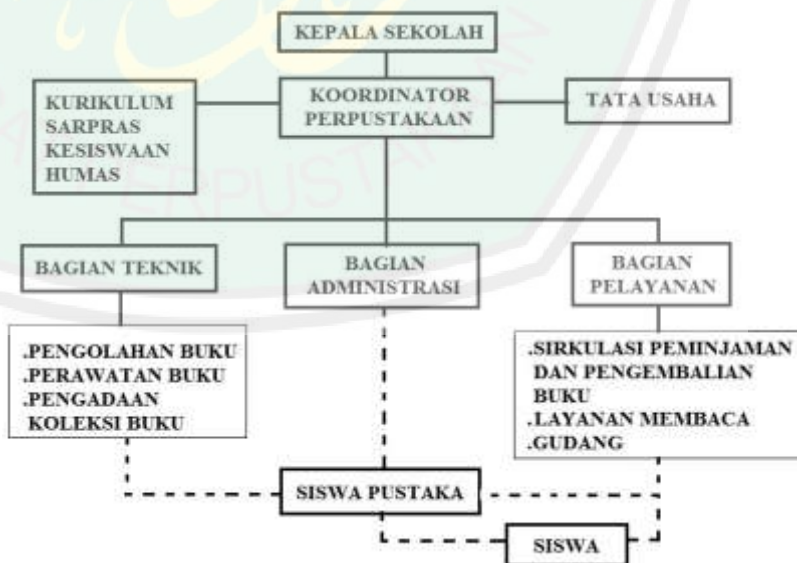 KEPALA SEKOLAH
KURIKULUM
SARPRAS
KESISWAAN
HUMAS
KOORDINATOR
PERPUSTAKAAN
TATA USAHA
BAGIAN TEKNIK
BAGIAN
ADMINISTRASI
BAGIAN
PELAYANAN
.PENGOLAHAN BUKU
.PERAWATAN BUKU
.PENGADAAN
KOLEKSI BUKU
.SIRKULASI PEMINJAMAN
DAN PENGEMBALIAN
BUKU
.LAYANAN MEMBACA
.GUDANG
SISWA PUSTAKA
SISWA